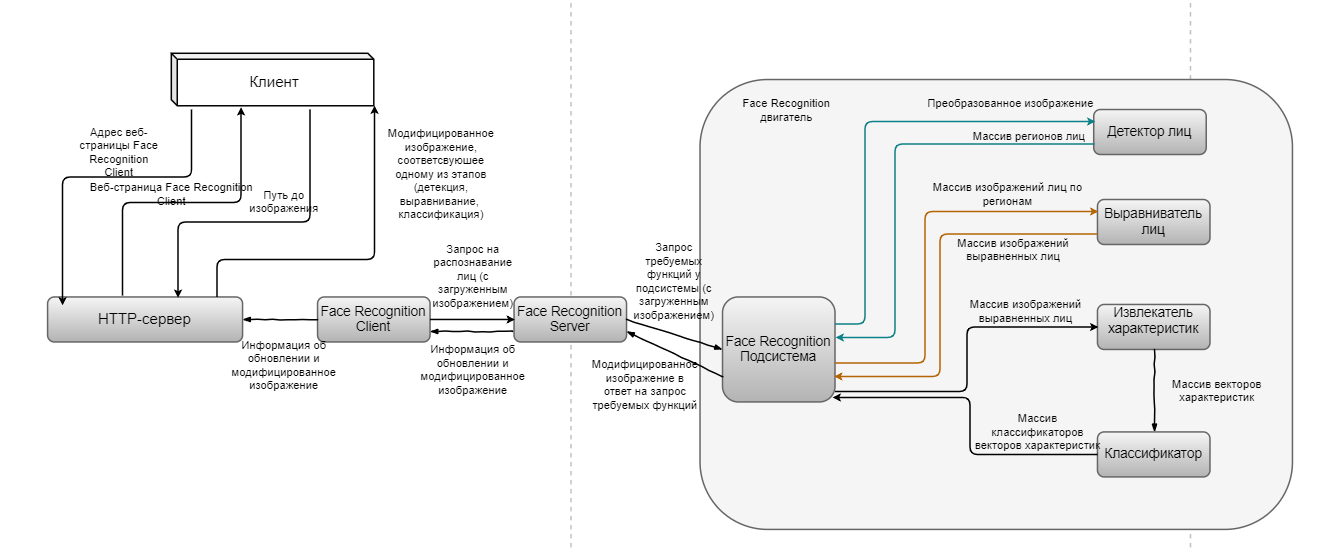 Клиент
Адрес веб-
страницы Face
Recognition
Client
Веб-страница Face Recognition
Client
Путь до
изображения
Модифицированное
изображение,
соответсвуюшее
одному из этапов
(детекция,
выравнивание,
классификация)
HTTP-сервер
Информация об
обновлении и
модифицированное
изображение
Face Recognition
Client
Запрос на
распознавание
лиц (с
загруженным
изображением)
Информация об
обновлении и
модифицированное
изображение
Face Recognition
Server
Запрос
требуемых
функций у
подсистемы (с
загруженным
изображением)
Модифицированное
изображение в
ответ на запрос
требуемых функций
Face Recognition
двигатель
Face Recognition
Подсистема
Преобразованное изображение
Массив регионов лиц
Детектор лиц
Массив изображений лиц по
регионам
Массив изображений
выравненных лиц
Выравниватель
лиц
Массив изображений
выравненных лиц
Извлекатель
характеристик
Массив векторов
характеристик
Массив
классификаторов
векторов характеристик
Классификатор